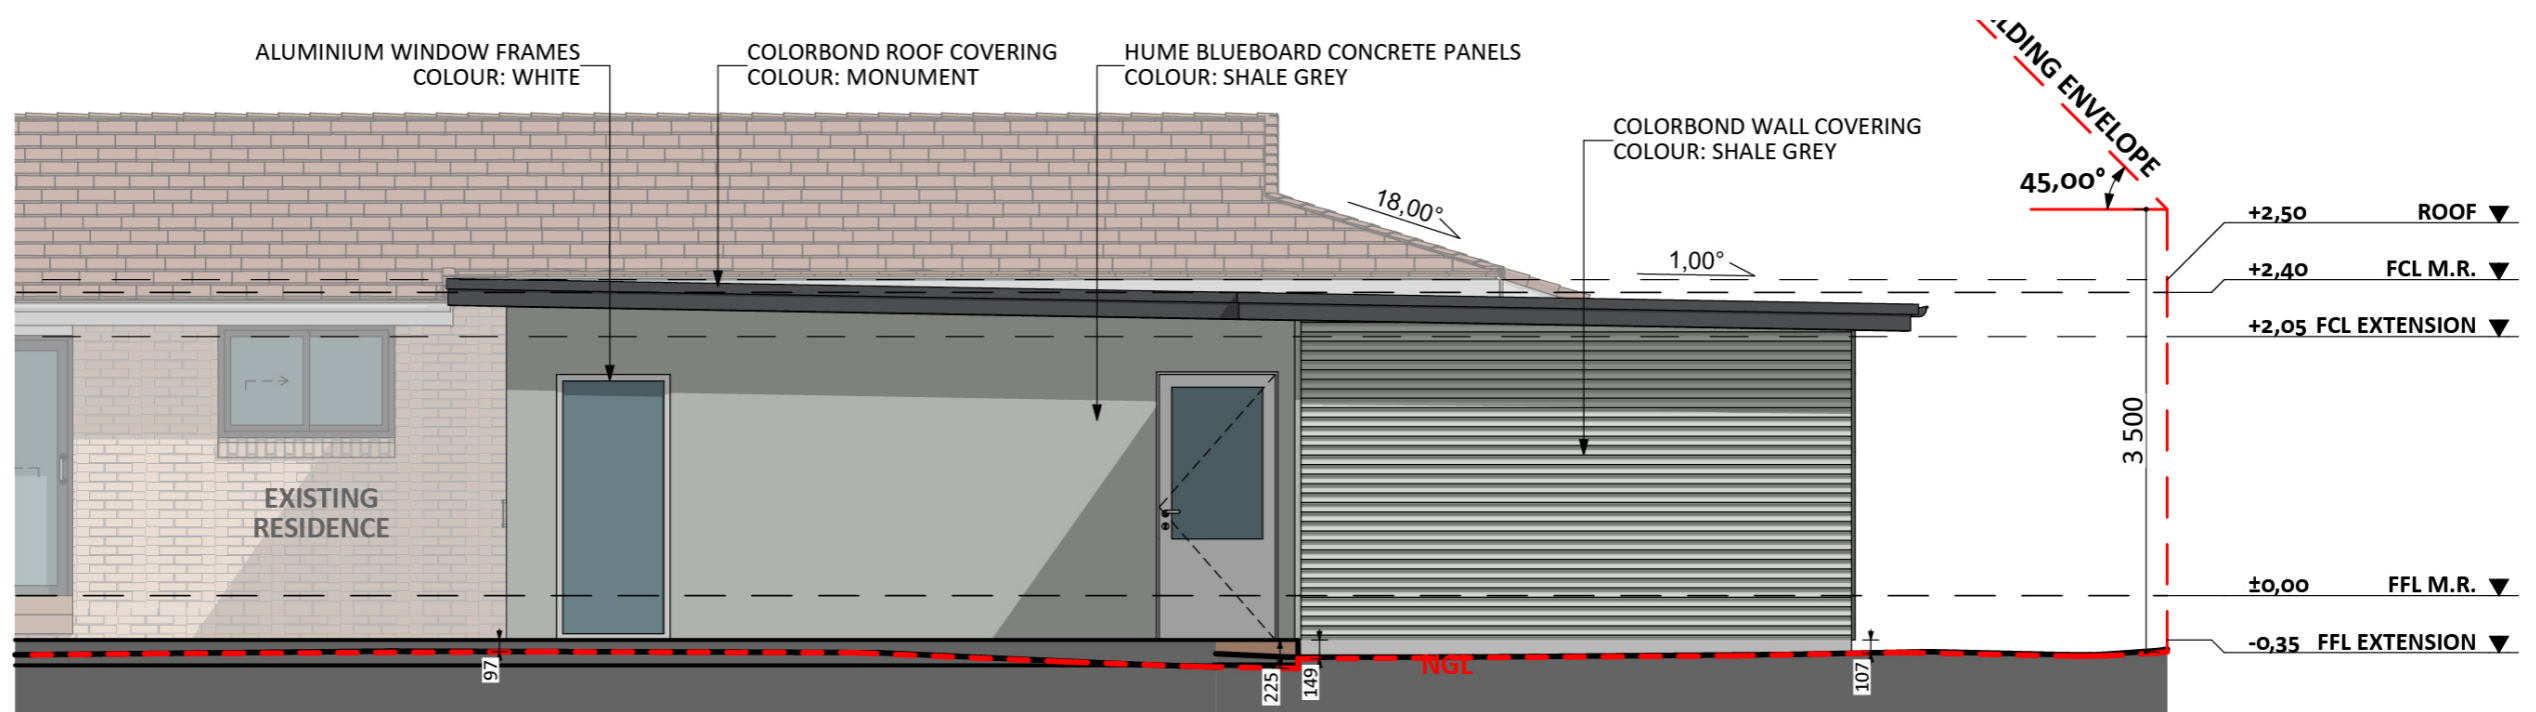 ALUMINIUM WINDOW FRAMES
COLOUR: WHITE
COLORBOND ROOF COVERING
COLOUR: MONUMENT
HUME BLUEBOARD CONCRETE PANELS
COLOUR: SHALE GREY
COLORBOND WALL COVERING
COLOUR: SHALE GREY
ENVELOPE
45,00°
18,00°
1,00°
+2,50 ROOF
+2,40 FCL M.R.
+2,05 FCL EXTENSION
3 500
EXISTING
RESIDENCE
±0,00 FFL M.R.
-0,35 FFL EXTENSION
97
225
149
NGL
107